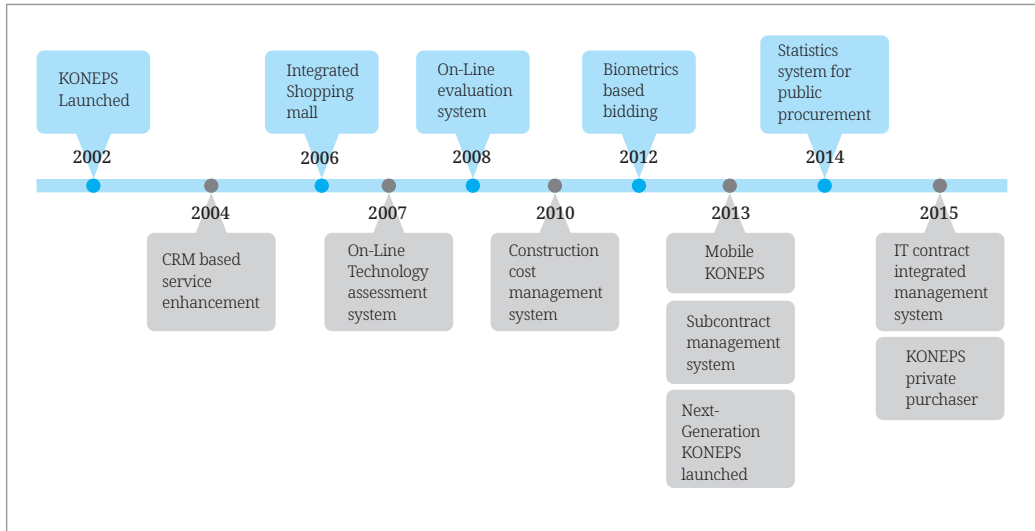 KONEPS
Launched
2002
Integrated
Shopping
mall
2006
On-Line
evaluation
system
2008
Biometrics
based
bidding
2012
Statistics
system for
public
procurement
2014
2004
CRM based
service
enhancement
2007
On-Line
Technology
assessment
system
2010
Construction
cost
management
system
2013
Mobile
KONEPS
Subcontract
management
system
Next-
Generation
KONEPS
launched
2015
IT contract
integrated
management
system
KONEPS
private
purchaser